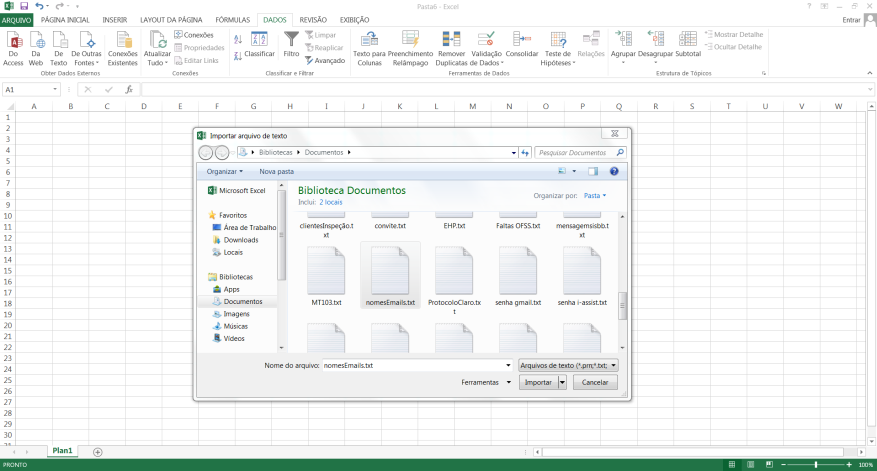 Pasta6 - Excel
ARQUIVO PÁGINA INICIAL INSERIR LAYOUT DA PÁGINA FÓRMULAS DADOS REVISÃO EXIBIÇÃO Entrar
Do Access
Da Web
De Texto
De Outras Fontes
Conexões Existentes
Obter Dados Externos
Atualizar Tudo
Conexões
Propriedades
Editar Links
Conexões
Classificar
Filtro
Limpar
Reaplicar
Avançado
Classificar e Filtrar
Texto para Colunas
Preenchimento Relâmpago
Remover Duplicatas
Validação de Dados
Consolidar
Teste de Hipóteses
Relações
Ferramentas de Dados
Agrupar
Desagrupar
Subtotal
Mostrar Detalhe
Ocultar Detalhe
Estrutura de Tópicos
A1
fx
A B C D E F G H I J K L M N O P Q R S T U V W
1
2
3
4
5
6
7
8
9
10
11
12
13
14
15
16
17
18
19
20
21
22
23
24
25
26
27
28
29
30
Importar arquivo de texto
Bibliotecas Documentos
Pesquisar Documentos
Organizar Nova pasta
Microsoft Excel
Favoritos
Área de Trabalho
Downloads
Locais
Bibliotecas
Apps
Documentos
Imagens
Músicas
Vídeos
Biblioteca Documentos
Inclui: 2 locais
Organizar por: Pasta
clientesInspeção.txt
convite.txt
EHP.txt
Faltas OFSS.txt
mensagemsisbb.txt
MT103.txt
nomesEmails.txt
ProtocoloClaro.txt
senha gmail.txt
senha i-assist.txt
Nome do arquivo: nomesEmails.txt
Arquivos de texto (*.prn;*.txt;
Ferramentas Importar Cancelar
Plan1
PRONTO
100%